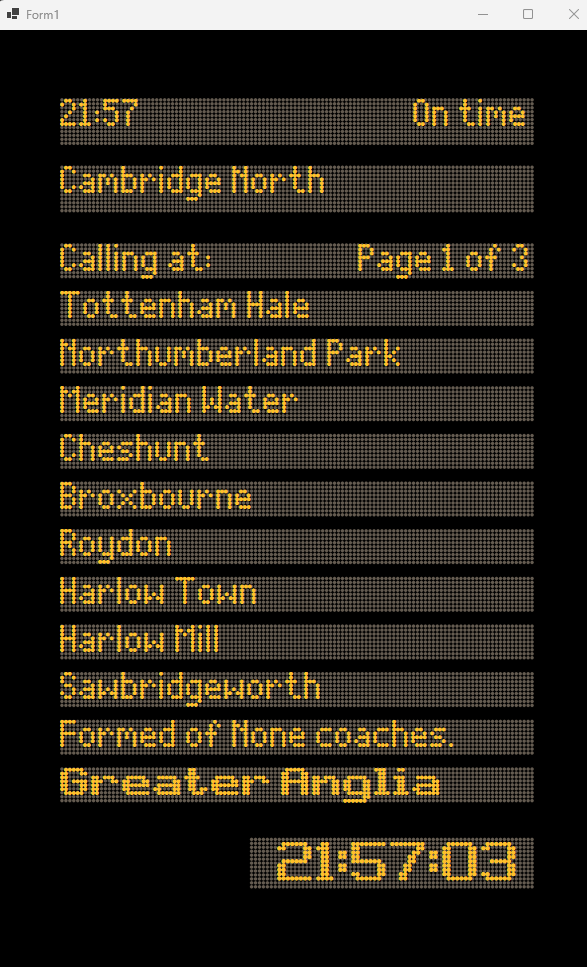 Form1
21:57 On time
Cambridge North
Calling at: Page 1 of 3
Tottenham Hale
Northumberland Park
Meridian Water
Cheshunt
Broxbourne
Roydon
Harlow Town
Harlow Mill
Sawbridgeworth
Formed of None coaches.
Greater Anglia
21:57:03